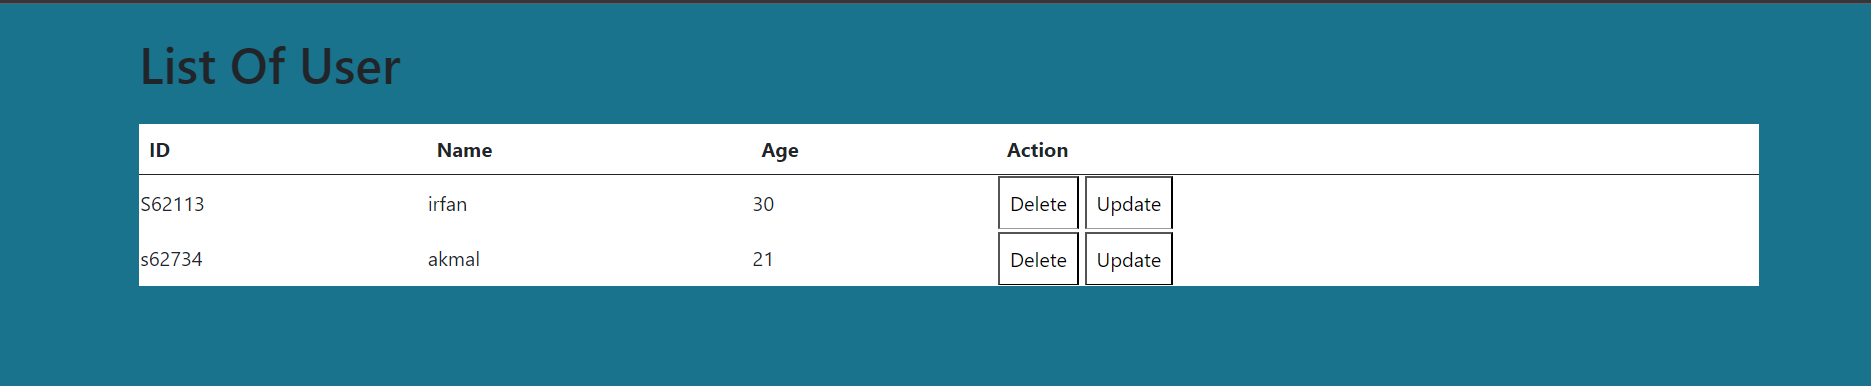 List Of User
ID Name Age Action
S62113 irfan 30 Delete Update
s62734 akmal 21 Delete Update